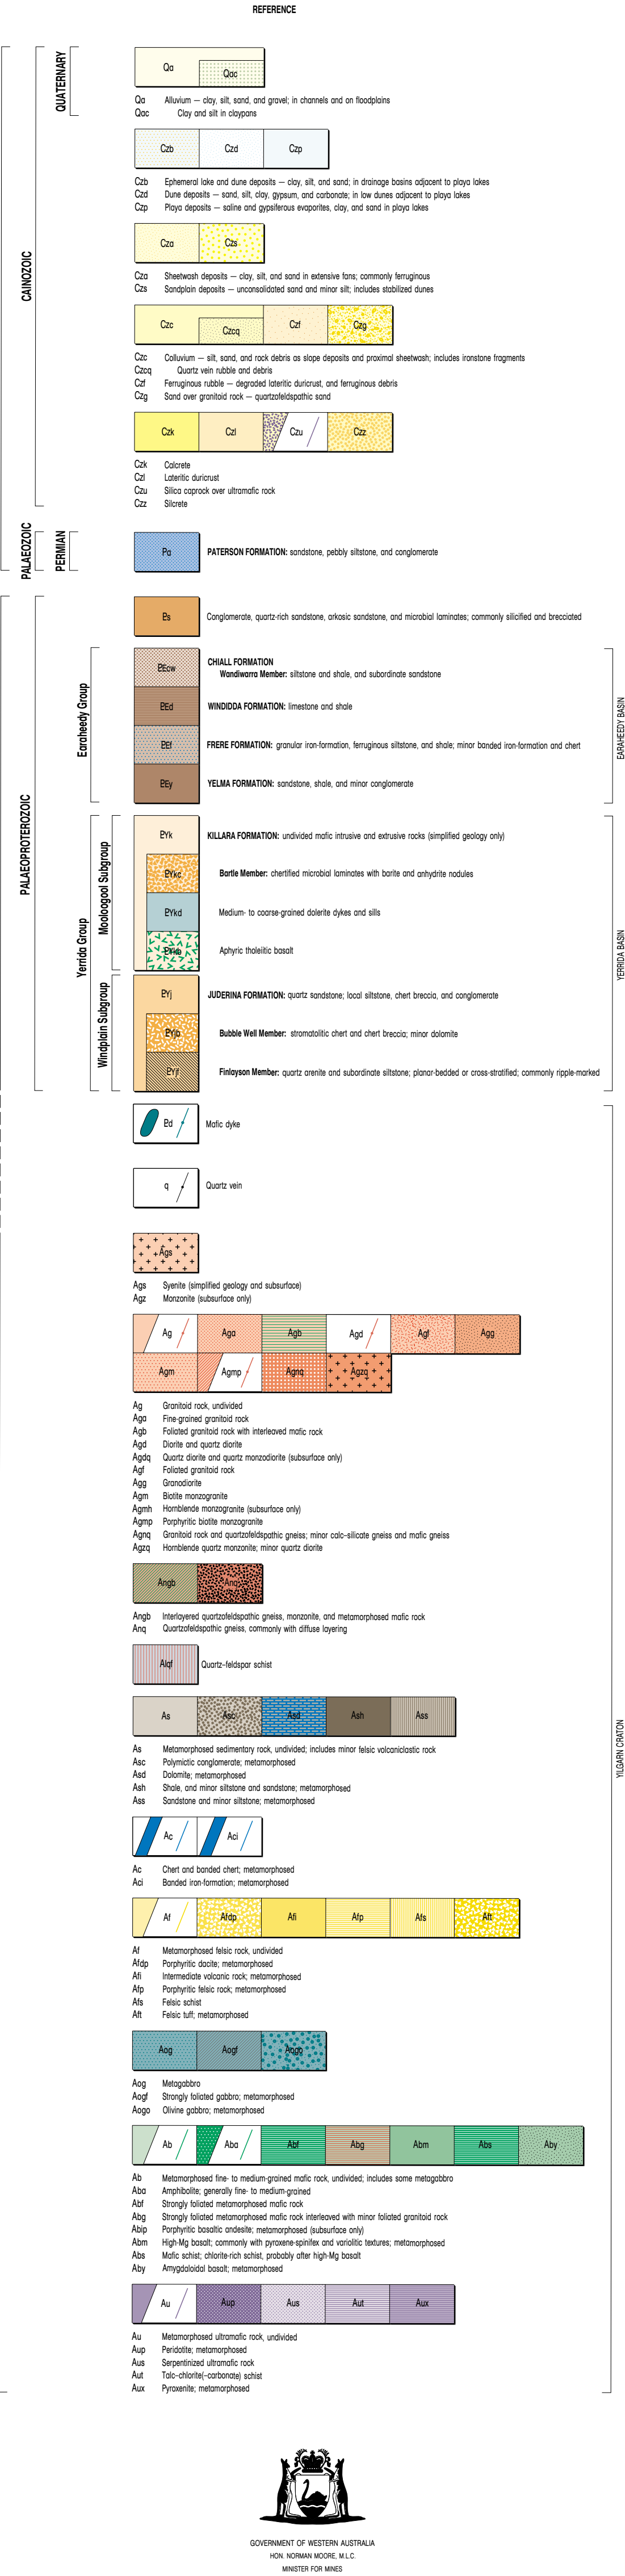 REFERENCE
QUATERNARY
CAINOZOIC
Qa
Qac
Qa Alluvium — clay, silt, sand, and gravel; in channels and on floodplains
Qac Clay and silt in claypans
Czb Czd Czp
Czb Ephemeral lake and dune deposits — clay, silt, and sand; in drainage basins adjacent to playa lakes
Czd Dune deposits — sand, silt, clay, gypsum, and carbonate; in low dunes adjacent to playa lakes
Czp Playa deposits — saline and gypsiferous evaporites, clay, and sand in playa lakes
Cza Czs
Cza Sheetwash deposits — clay, silt, and sand in extensive fans; commonly ferruginous
Czs Sandplain deposits — unconsolidated sand and minor silt; includes stabilized dunes
Czc Czcq Czf Czg
Czc Colluvium — silt, sand, and rock debris as slope deposits and proximal sheetwash; includes ironstone fragments
Czcq Quartz vein rubble and debris
Czf Ferruginous rubble — degraded lateritic duricrust, and ferruginous debris
Czg Sand over granitoid rock — quartzofeldspathic sand
Czk Czl Czu Czz
Czk Calcrete
Czl Lateritic duricrust
Czu Silica caprock over ultramafic rock
Czz Silcrete
PALAEOZOIC
PERMIAN
Pa PATERSON FORMATION: sandstone, pebbly siltstone, and conglomerate
PALAEOPROTEROZOIC
Ps Conglomerate, quartz-rich sandstone, arkosic sandstone, and microbial laminates; commonly silicified and brecciated
Earaheedy Group
EARAHEEDY BASIN
PEcw CHIALL FORMATION
Wandiwarra Member: siltstone and shale, and subordinate sandstone
PEd WINDIDDA FORMATION: limestone and shale
PEf FRERE FORMATION: granular iron-formation, ferruginous siltstone, and shale; minor banded iron-formation and chert
PEy YELMA FORMATION: sandstone, shale, and minor conglomerate
Yerrida Group
Mooloogool Subgroup
YERRIDA BASIN
PYk KILLARA FORMATION: undivided mafic intrusive and extrusive rocks (simplified geology only)
PYkc Bartle Member: chertified microbial laminates with barite and anhydrite nodules
PYkd Medium- to coarse-grained dolerite dykes and sills
PYkb Aphyric tholeiitic basalt
Windplain Subgroup
PYj JUDERINA FORMATION: quartz sandstone; local siltstone, chert breccia, and conglomerate
PYjb Bubble Well Member: stromatolitic chert and chert breccia; minor dolomite
PYjf Finlayson Member: quartz arenite and subordinate siltstone; planar-bedded or cross-stratified; commonly ripple-marked
Pd Mafic dyke
q Quartz vein
YILGARN CRATON
Ags
Ags Syenite (simplified geology and subsurface)
Agz Monzonite (subsurface only)
Ag Aga Agb Agd Agf Agg
Agm Agmp Agnq Agzq
Ag Granitoid rock, undivided
Aga Fine-grained granitoid rock
Agb Foliated granitoid rock with interleaved mafic rock
Agd Diorite and quartz diorite
Agdq Quartz diorite and quartz monzodiorite (subsurface only)
Agf Foliated granitoid rock
Agg Granodiorite
Agm Biotite monzogranite
Agmh Hornblende monzogranite (subsurface only)
Agmp Porphyritic biotite monzogranite
Agnq Granitoid rock and quartzofeldspathic gneiss; minor calc-silicate gneiss and mafic gneiss
Agzq Hornblende quartz monzonite; minor quartz diorite
Angb Anq
Angb Interlayered quartzofeldspathic gneiss, monzonite, and metamorphosed mafic rock
Anq Quartzofeldspathic gneiss, commonly with diffuse layering
Alqf Quartz-feldspar schist
As Asc Asd Ash Ass
As Metamorphosed sedimentary rock, undivided; includes minor felsic volcaniclastic rock
Asc Polymictic conglomerate; metamorphosed
Asd Dolomite; metamorphosed
Ash Shale, and minor siltstone and sandstone; metamorphosed
Ass Sandstone and minor siltstone; metamorphosed
Ac Aci
Ac Chert and banded chert; metamorphosed
Aci Banded iron-formation; metamorphosed
Af Afdp Afi Afp Afs Aft
Af Metamorphosed felsic rock, undivided
Afdp Porphyritic dacite; metamorphosed
Afi Intermediate volcanic rock; metamorphosed
Afp Porphyritic felsic rock; metamorphosed
Afs Felsic schist
Aft Felsic tuff; metamorphosed
Aog Aogf Aogo
Aog Metagabbro
Aogf Strongly foliated gabbro; metamorphosed
Aogo Olivine gabbro; metamorphosed
Ab Aba Abf Abg Abm Abs Aby
Ab Metamorphosed fine- to medium-grained mafic rock, undivided; includes some metagabbro
Aba Amphibolite; generally fine- to medium-grained
Abf Strongly foliated metamorphosed mafic rock
Abg Strongly foliated metamorphosed mafic rock interleaved with minor foliated granitoid rock
Abip Porphyritic basaltic andesite; metamorphosed (subsurface only)
Abm High-Mg basalt; commonly with pyroxene-spinifex and variolitic textures; metamorphosed
Abs Mafic schist; chlorite-rich schist, probably after high-Mg basalt
Aby Amygdaloidal basalt; metamorphosed
Au Aup Aus Aut Aux
Au Metamorphosed ultramafic rock, undivided
Aup Peridotite; metamorphosed
Aus Serpentinized ultramafic rock
Aut Talc-chlorite(-carbonate) schist
Aux Pyroxenite; metamorphosed
GOVERNMENT OF WESTERN AUSTRALIA
HON. NORMAN MOORE, M.L.C.
MINISTER FOR MINES